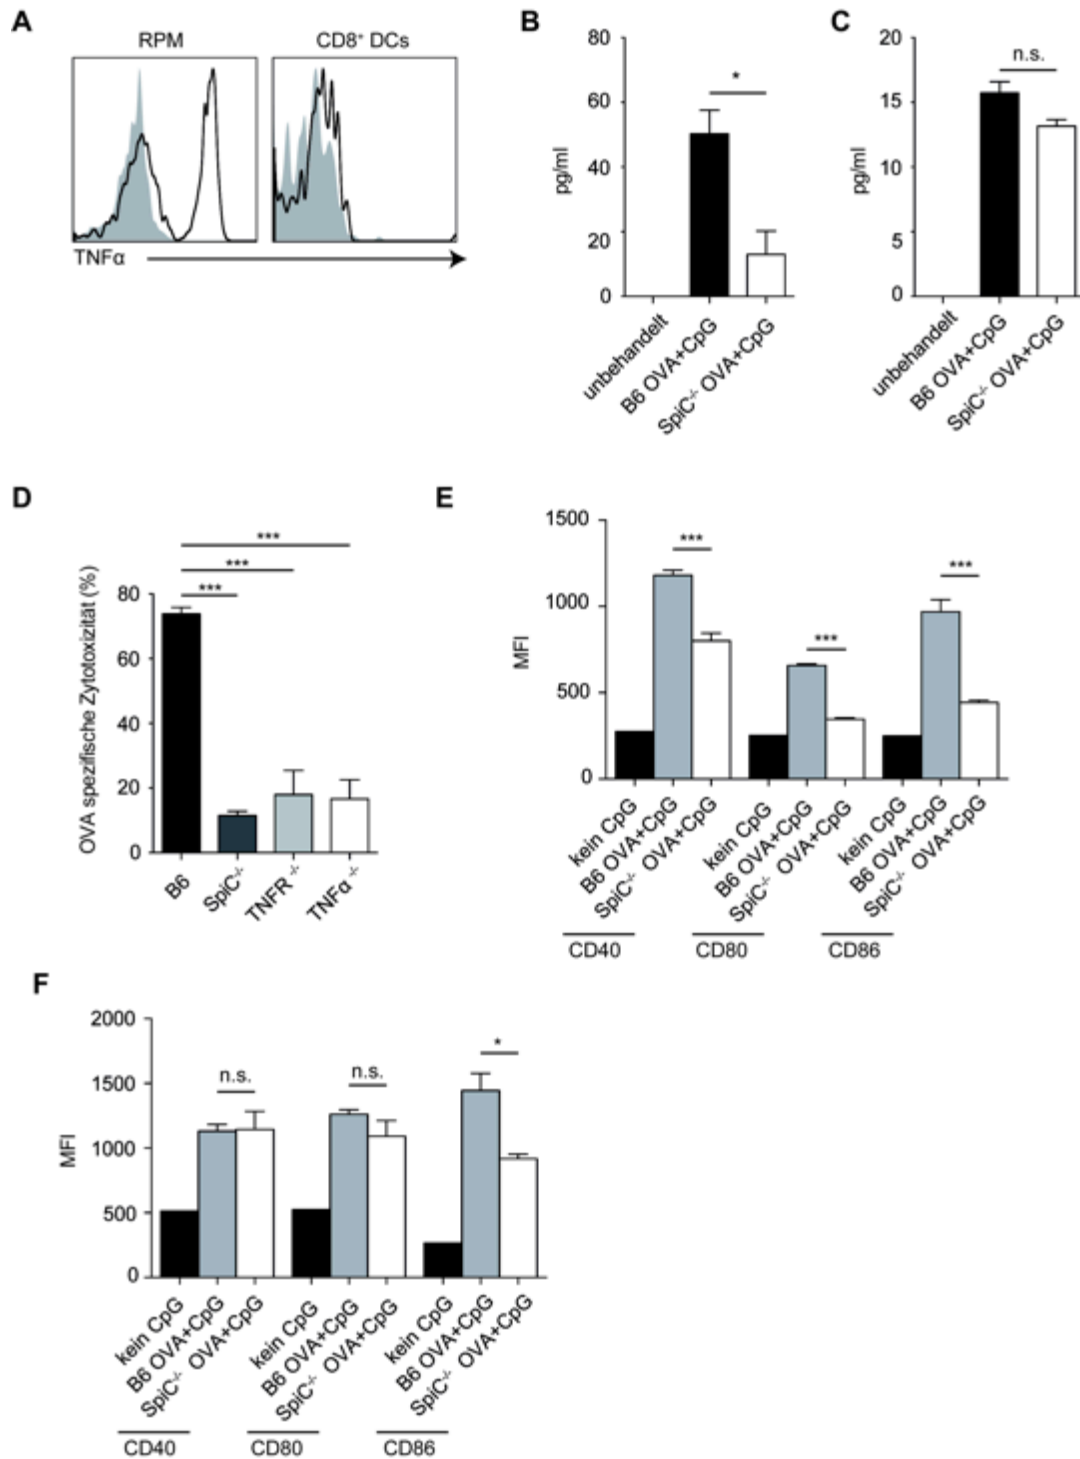 A
RPM
CD8⁺ DCs
TNFα
B
80
60
40
20
0
pg/ml
*
unbehandelt
B6 OVA+CpG
SpiC⁻/⁻ OVA+CpG
C
20
15
10
5
0
pg/ml
n.s.
unbehandelt
B6 OVA+CpG
SpiC⁻/⁻ OVA+CpG
D
OVA spezifische Zytotoxizität (%)
80
60
40
20
0
***
***
***
B6
SpiC⁻/⁻
TNFR ⁻/⁻
TNFα ⁻/⁻
E
MFI
1500
1000
500
0
***
***
***
kein CpG
B6 OVA+CpG
SpiC⁻/⁻ OVA+CpG
kein CpG
B6 OVA+CpG
SpiC⁻/⁻ OVA+CpG
kein CpG
B6 OVA+CpG
SpiC⁻/⁻ OVA+CpG
CD40
CD80
CD86
F
MFI
2000
1500
1000
500
0
n.s.
n.s.
*
kein CpG
B6 OVA+CpG
SpiC⁻/⁻ OVA+CpG
kein CpG
B6 OVA+CpG
SpiC⁻/⁻ OVA+CpG
kein CpG
B6 OVA+CpG
SpiC⁻/⁻ OVA+CpG
CD40
CD80
CD86